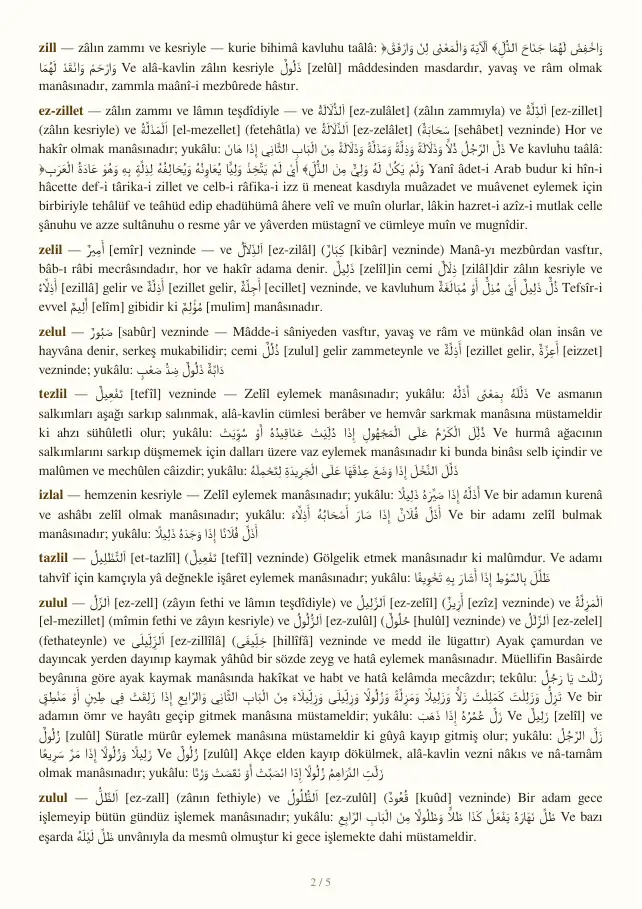 zill — zâlın zammı ve kesriyle — kurie bihimâ kavluhu taâlâ: ﴿وَاخْفِضْ لَهُمَا جَنَاحَ الذُّلِّ﴾ اَلْآيَة وَالْمَعْنَى لِنْ وَارْفَقْ
وَارْحَمْ وَانْقَدْ لَهُمَا Ve alâ-kavlin zâlın kesriyle ذَلُولٌ [zelûl] mâddesinden masdardır, yavaş ve râm olmak
manâsınadır, zammla maânî-i mezbûrede hâstır.
ez-zillet — zâlın zammı ve lâmın teşdîdiyle — ve اَلذُّلَالَةُ [ez-zulâlet] (zâlın zammıyla) ve اَلذِّلَّةُ [ez-zillet]
(zâlın kesriyle) ve اَلْمَذَلَّةُ [el-mezellet] (fetehâtla) ve اَلذَّلَالَةُ [ez-zelâlet] (سَحَابَةٌ [sehâbet] vezninde) Hor ve
hakîr olmak manâsınadır; yukâlu: ذَلَّ الرَّجُلُ ذُلًّا وَذَلَالَةً وَذِلَّةً وَمَذَلَّةً وَذَلَالَةً مِنَ الْبَابِ الثَّانِي إِذَا هَانَ Ve kavluhu taâlâ:
﴿وَلَمْ يَكُنْ لَهُ وَلِيٌّ مِنَ الذُّلِّ﴾ أَيْ لَمْ يَتَّخِذْ وَلِيًّا يُعَاوِنُهُ وَيُحَالِفُهُ لِذِلَّةٍ بِهِ وَهُوَ عَادَةُ الْعَرَبِ Yanî âdet-i Arab budur ki hîn-i
hâcette def-i târika-i zillet ve celb-i râfika-i izz ü meneat kasdıyla muâzadet ve muâvenet eylemek için
birbiriyle tehâlüf ve teâhüd edip ehadühümâ âhere velî ve muîn olurlar, lâkin hazret-i azîz-i mutlak celle
şânuhu ve azze sultânuhu o resme yâr ve yâverden müstagnî ve cümleye muîn ve mugnîdir.
zelil — أَمِيرٌ [emîr] vezninde — ve اَلذِّلَالُ [ez-zilâl] (كِبَارٌ [kibâr] vezninde) Manâ-yı mezbûrdan vasftır,
bâb-ı râbi mecrâsınadır, hor ve hakîr adama denir. ذَلِيلٌ [zelîl]in cemi ذِلَالٌ [zilâl]dir zâlın kesriyle ve
أَذِلَّاءُ [ezillâ] gelir ve أَذِلَّةٌ [ezillet gelir, أَجِلَّةٌ [ecillet] vezninde, ve kavluhum ذُلٌّ ذَلِيلٌ أَيْ مُذِلٌّ أَوْ مُبَالَغَةٌ Tefsîr-i
evvel أَلِيمٌ [elîm] gibidir ki مُؤْلِمٌ [mulim] manâsınadır.
zelul — صَبُورٌ [sabûr] vezninde — Mâdde-i sâniyeden vasftır, yavaş ve râm ve münkâd olan insân ve
hayvâna denir, serkeş mukabilidir; cemi ذُلُلٌ [zulul] gelir zammeteynle ve أَذِلَّةٌ [ezillet gelir, أَعِزَّةٌ [eizzet]
vezninde; yukâlu: دَابَّةٌ ذَلُولٌ ضِدُّ صَعْبٍ
tezlil — تَفْعِيلٌ [tefîl] vezninde — Zelîl eylemek manâsınadır; yukâlu: ذَلَّلَهُ بِمَعْنَى أَذَلَّهُ Ve asmanın
salkımları aşağı sarkıp salınmak, alâ-kavlin cümlesi berâber ve hemvâr sarkmak manâsına müstameldir
ki ahzı sühûletli olur; yukâlu: ذُلِّلَ الْكَرْمُ عَلَى الْمَجْهُولِ إِذَا دُلِّيَتْ عَنَاقِيدُهُ أَوْ سُوِّيَتْ Ve hurmâ ağacının
salkımlarını sarkıp düşmemek için dalları üzere vaz eylemek manâsınadır ki bunda binâsı selb içindir ve
malûmen ve mechûlen câizdir; yukâlu: ذَلَّلَ النَّخْلَ إِذَا وَضَعَ عِذْقَهَا عَلَى الْجَرِيدَةِ لِتَحْمِلَهُ
izlal — hemzenin kesriyle — Zelîl eylemek manâsınadır; yukâlu: أَذَلَّهُ إِذَا صَيَّرَهُ ذَلِيلًا Ve bir adamın kurenâ
ve ashâbı zelîl olmak manâsınadır; yukâlu: أَذَلَّ فُلَانٌ إِذَا صَارَ أَصْحَابُهُ أَذِلَّاءَ Ve bir adamı zelîl bulmak
manâsınadır; yukâlu: أَذَلَّ فُلَانًا إِذَا وَجَدَهُ ذَلِيلًا
tazlil — اَلتَّظْلِيلُ [et-tazlîl] (تَفْعِيلٌ [tefîl] vezninde) Gölgelik etmek manâsınadır ki malûmdur. Ve adamı
tahvîf için kamçıyla yâ değnekle işâret eylemek manâsınadır; yukâlu: ظَلَّلَ بِالسَّوْطِ إِذَا أَشَارَ بِهِ تَخْوِيفًا
zulul — اَلزَّلُّ [ez-zell] (zâyın fethi ve lâmın teşdîdiyle) ve اَلزَّلِيلُ [ez-zelîl] (أَزِيزٌ [ezîz] vezninde) ve اَلْمَزِلَّةُ
[el-mezillet] (mîmin fethi ve zâyın kesriyle) ve اَلزُّلُولُ [ez-zulûl] (حُلُولٌ [hulûl] vezninde) ve اَلزَّلَلُ [ez-zelel]
(fethateynle) ve اَلزِّلِّيلَى [ez-zillîlâ] (خِلِّيفَى [hillîfâ] vezninde ve medd ile lügattır) Ayak çamurdan ve
dayıncak yerden dayınıp kaymak yâhûd bir sözde zeyg ve hatâ eylemek manâsınadır. Müellifin Basâirde
beyânına göre ayak kaymak manâsında hakîkat ve habt ve hatâ kelâmda mecâzdır; tekûlu: زَلَلْتَ يَا رَجُلُ
تَزِلُّ وَزَلِلْتَ كَمَلِلْتَ زَلًّا وَزَلِيلًا وَمَزِلَّةً وَزُلُولًا وَزِلِّيلَى وَزِلِّيلَاءَ مِنَ الْبَابِ الثَّانِي وَالرَّابِعِ إِذَا زَلِقْتَ فِي طِينٍ أَوْ مَنْطِقٍ Ve bir
adamın ömr ve hayâtı geçip gitmek manâsına müstameldir; yukâlu: زَلَّ عُمْرُهُ إِذَا ذَهَبَ Ve زَلِيلٌ [zelîl] ve
زُلُولٌ [zulûl] Süratle mürûr eylemek manâsına müstameldir ki gûyâ kayıp gitmiş olur; yukâlu: زَلَّ الرَّجُلُ
زَلِيلًا وَزُلُولًا إِذَا مَرَّ سَرِيعًا Ve زُلُولٌ [zulûl] Akçe elden kayıp dökülmek, alâ-kavlin vezni nâkıs ve nâ-tamâm
olmak manâsınadır; yukâlu: زَلَّتِ الدَّرَاهِمُ زُلُولًا إِذَا انْصَبَّتْ أَوْ نَقَصَتْ وَزْنًا
zulul — اَلظَّلُّ [ez-zall] (zânın fethiyle) ve اَلظُّلُولُ [ez-zulûl] (قُعُودٌ [kuûd] vezninde) Bir adam gece
işlemeyip bütün gündüz işlemek manâsınadır; yukâlu: ظَلَّ نَهَارَهُ يَفْعَلُ كَذَا ظَلًّا وَظُلُولًا مِنَ الْبَابِ الرَّابِعِ Ve bazı
eşarda ظَلَّ لَيْلَهُ unvânıyla da mesmû olmuştur ki gece işlemekte dahi müstameldir.
2 / 5